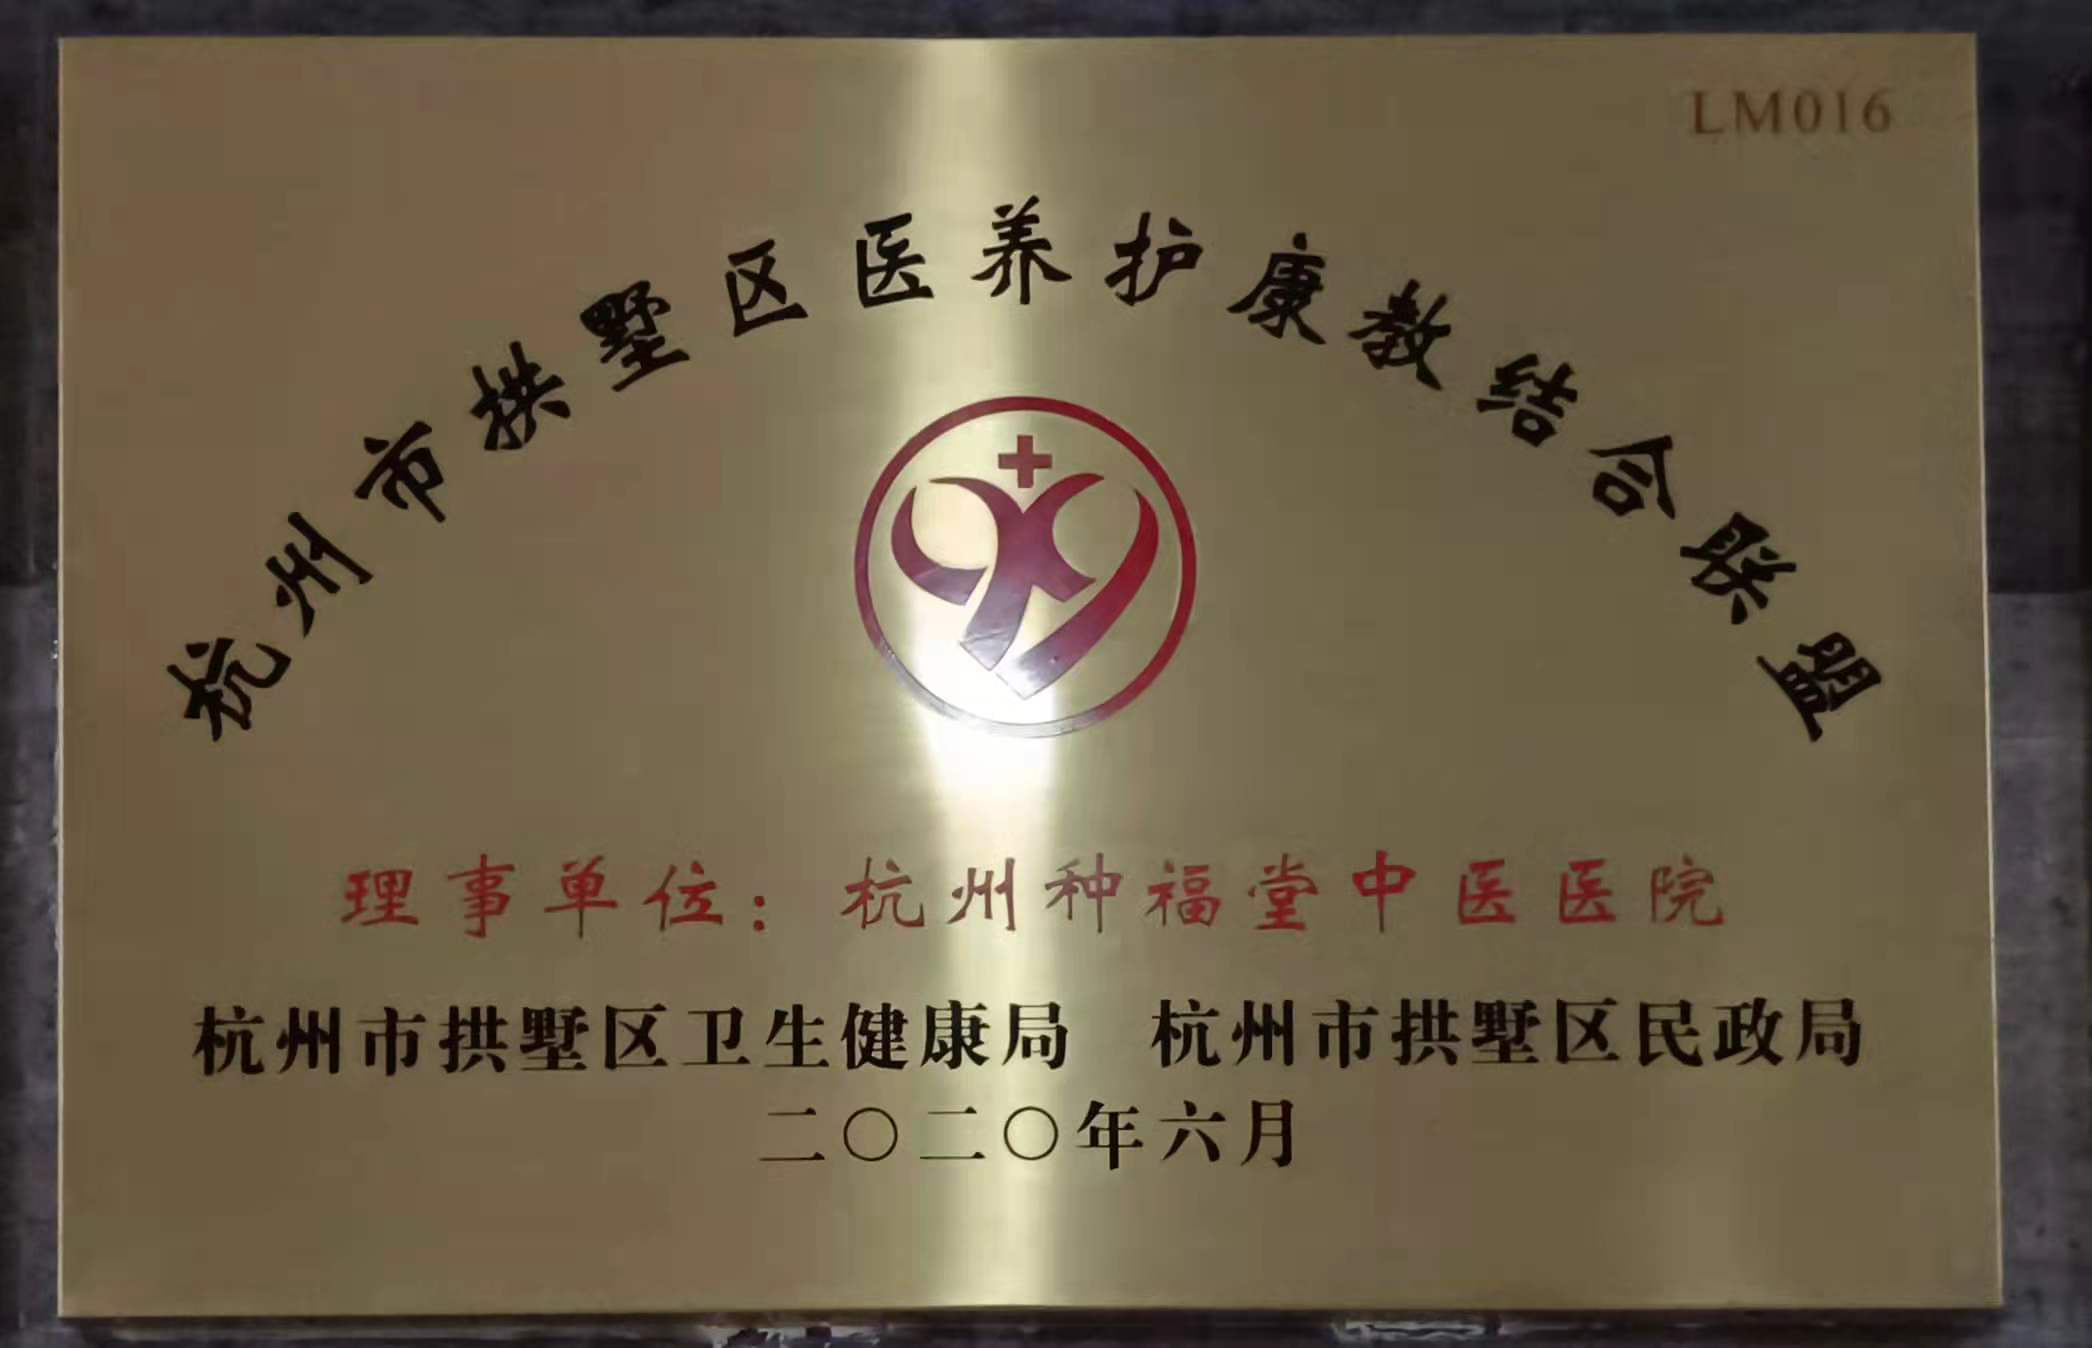 LM016
杭州市拱墅区医养护康教结合联盟
理事单位：杭州种福堂中医医院
杭州市拱墅区卫生健康局 杭州市拱墅区民政局
二〇二〇年六月